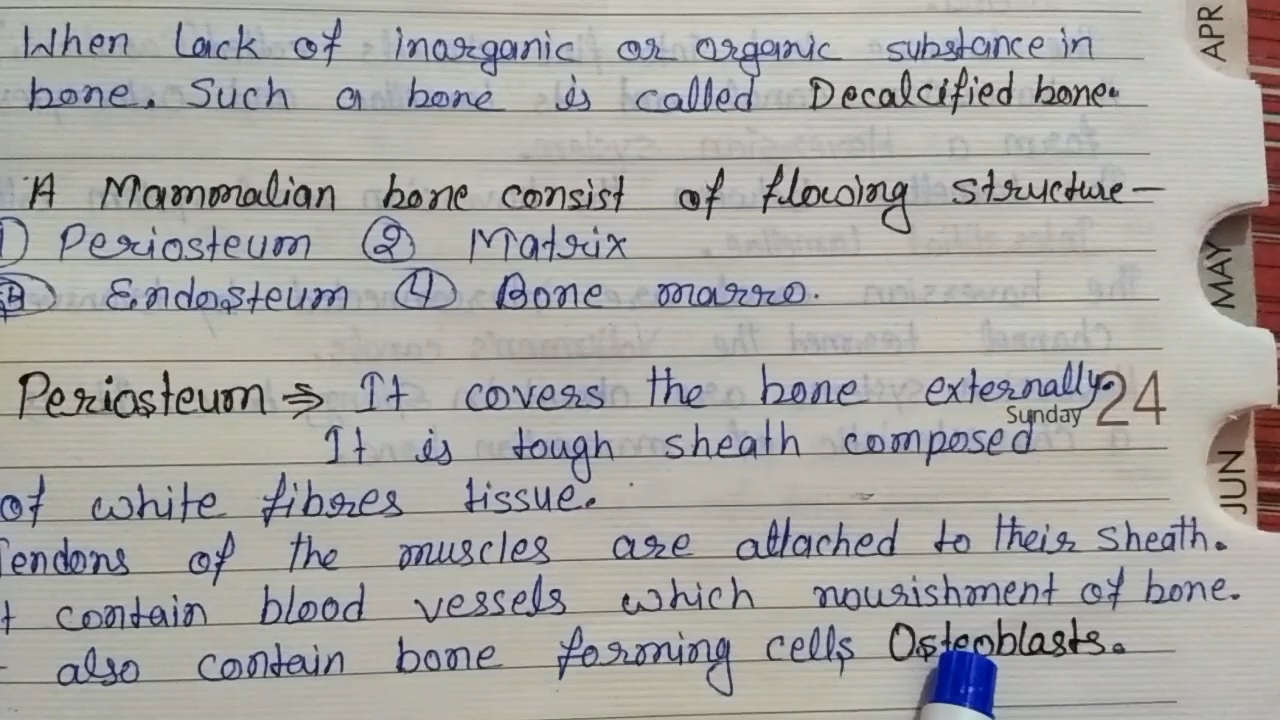 When Lack of inorganic or organic substance in
bone. Such a bone is called Decalcified bone.
A Mammalian bone consist of flowing structure-
1) Periosteum ② Matrix
③ Endosteum ④ Bone marro.
Periosteum ⇒ It covers the bone externally.
It is tough sheath composed
of white fibres tissue.
Tendons of the muscles are attached to their sheath.
contain blood vessels which nourishment of bone.
also contain bone forming cells Osteoblasts.
24
Sunday
APR
MAY
JUN